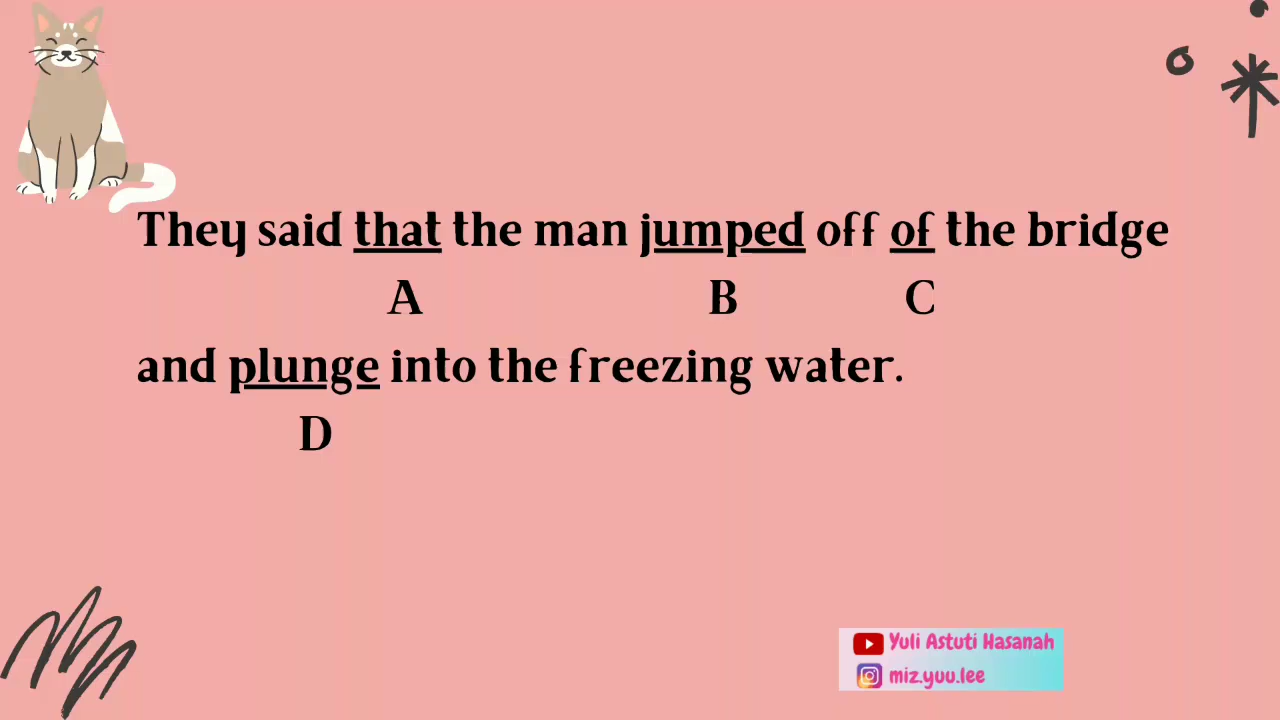 They said that the man jumped off of the bridge
A B C
and plunge into the freezing water.
D
Yuli Astuti Hasanah
miz.yuu.lee